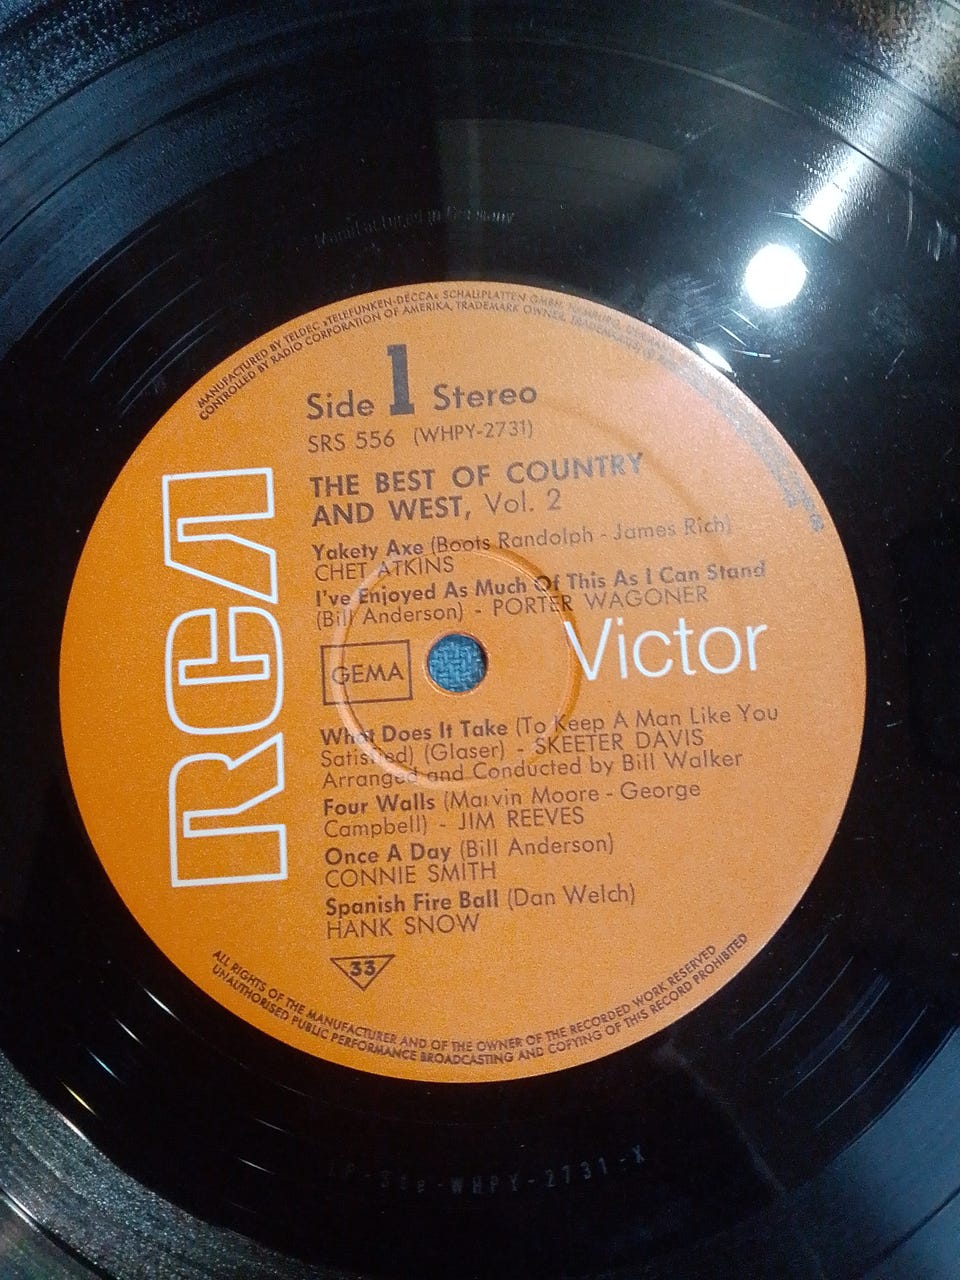 Manufactured in Germany
MANUFACTURED BY TELDEC »TELEFUNKEN-DECCA« SCHALLPLATTEN GMBH, HAMBURG,
CONTROLLED BY RADIO CORPORATION OF AMERIKA, TRADEMARK OWNER,
Side 1 Stereo
SRS 556 (WHPY-2731)
THE BEST OF COUNTRY
AND WEST, Vol. 2
Yakety Axe (Boots Randolph - James Rich)
CHET ATKINS
I've Enjoyed As Much Of This As I Can Stand
(Bill Anderson) - PORTER WAGONER
RCA
Victor
GEMA
What Does It Take (To Keep A Man Like You
Satisfied) (Glaser) - SKEETER DAVIS
Arranged and Conducted by Bill Walker
Four Walls (Marvin Moore - George
Campbell) - JIM REEVES
Once A Day (Bill Anderson)
CONNIE SMITH
Spanish Fire Ball (Dan Welch)
HANK SNOW
33
ALL RIGHTS OF THE MANUFACTURER AND OF THE OWNER OF THE RECORDED WORK RESERVED
UNAUTHORISED PUBLIC PERFORMANCE BROADCASTING AND COPYING OF THIS RECORD PROHIBITED
WHPY-2731-X